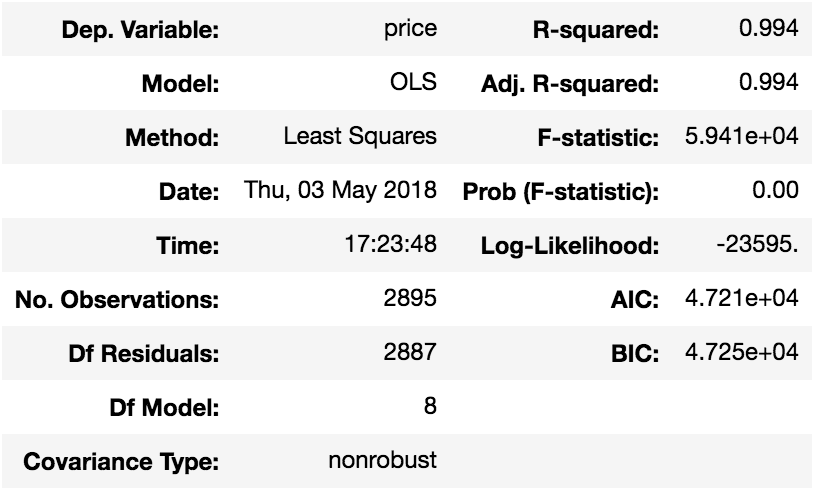 Dep. Variable: price R-squared: 0.994
Model: OLS Adj. R-squared: 0.994
Method: Least Squares F-statistic: 5.941e+04
Date: Thu, 03 May 2018 Prob (F-statistic): 0.00
Time: 17:23:48 Log-Likelihood: -23595.
No. Observations: 2895 AIC: 4.721e+04
Df Residuals: 2887 BIC: 4.725e+04
Df Model: 8
Covariance Type: nonrobust